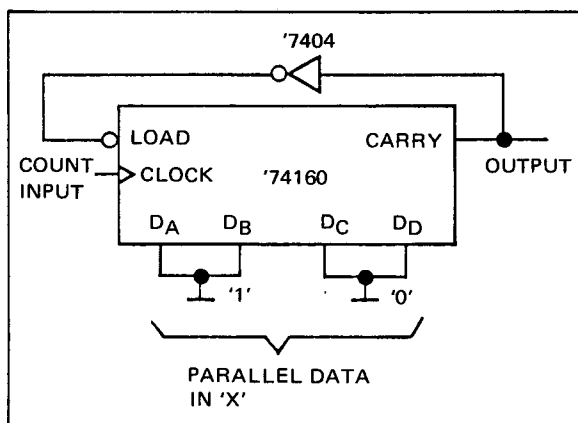 '7404
LOAD
CARRY
COUNT
INPUT
CLOCK
'74160
OUTPUT
DA DB DC DD
'1' '0'
PARALLEL DATA
IN 'X'